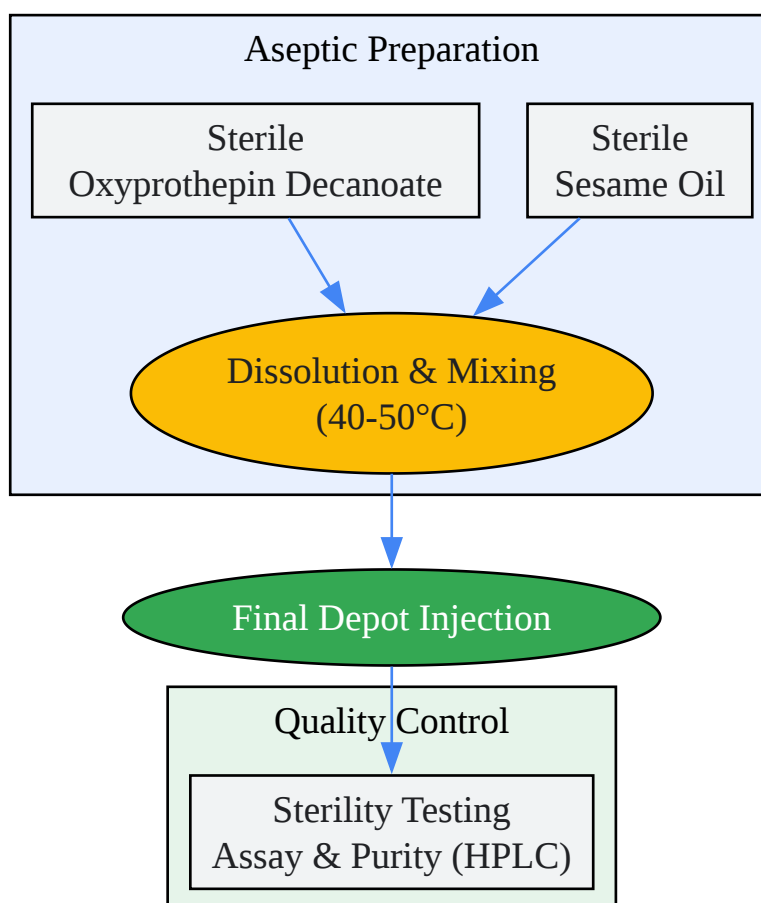 Aseptic Preparation
Sterile
Oxyprothepin Decanoate
Sterile
Sesame Oil
Dissolution & Mixing
(40-50°C)
Final Depot Injection
Quality Control
Sterility Testing
Assay & Purity (HPLC)